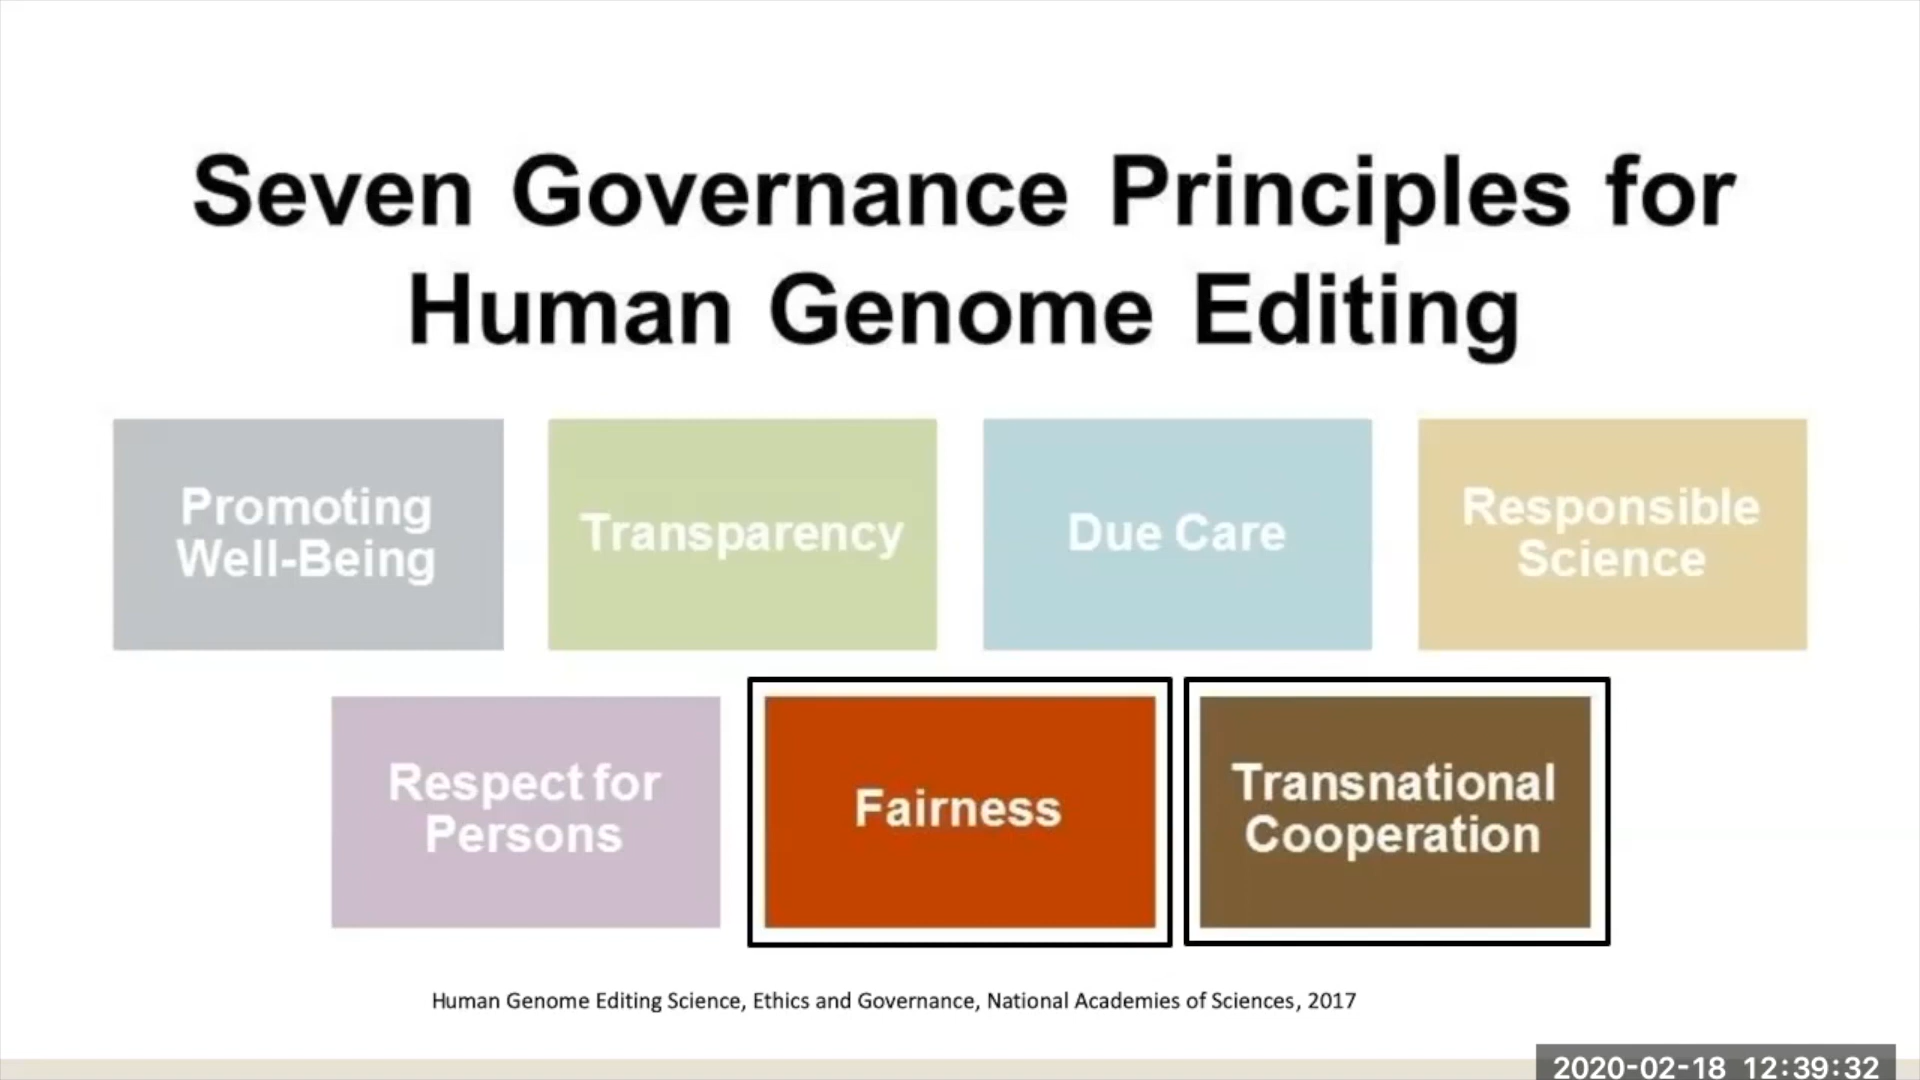 Seven Governance Principles for
Human Genome Editing
Promoting
Well-Being
Transparency
Due Care
Responsible
Science
Respect for
Persons
Fairness
Transnational
Cooperation
Human Genome Editing Science, Ethics and Governance, National Academies of Sciences, 2017
2020-02-18 12:39:32